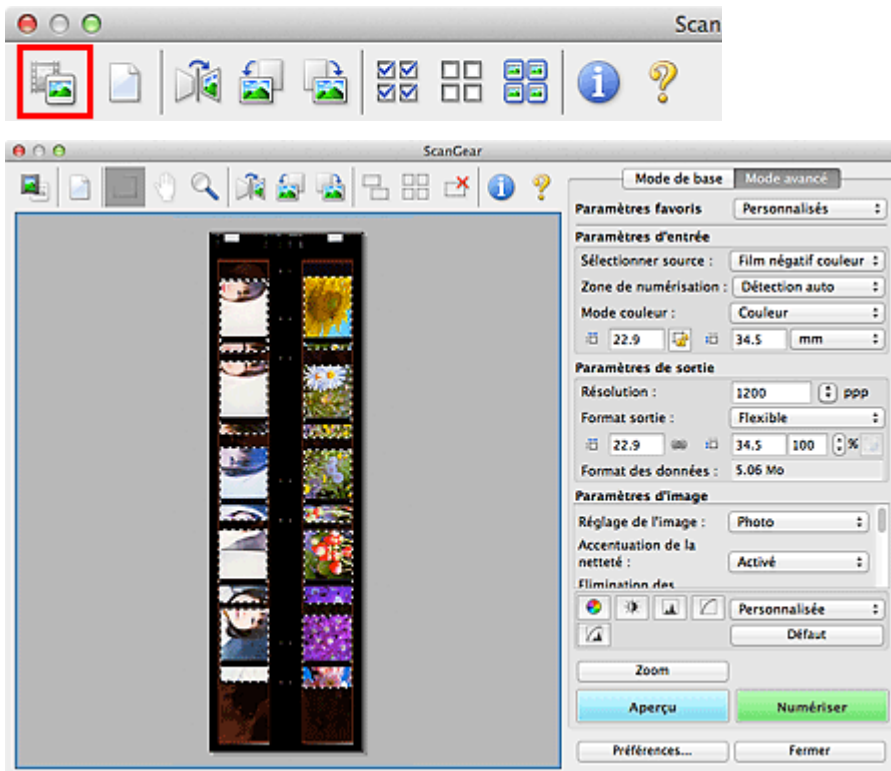 Scan
ScanGear
Mode de base Mode avancé
Paramètres favoris Personnalisés
Paramètres d'entrée
Sélectionner source : Film négatif couleur
Zone de numérisation : Détection auto
Mode couleur : Couleur
22.9 34.5 mm
Paramètres de sortie
Résolution : 1200 ppp
Format sortie : Flexible
22.9 34.5 100 %
Format des données : 5.06 Mo
Paramètres d'image
Réglage de l'image : Photo
Accentuation de la
netteté : Activé
Elimination des
Personnalisée
Défaut
Zoom
Aperçu Numériser
Préférences... Fermer